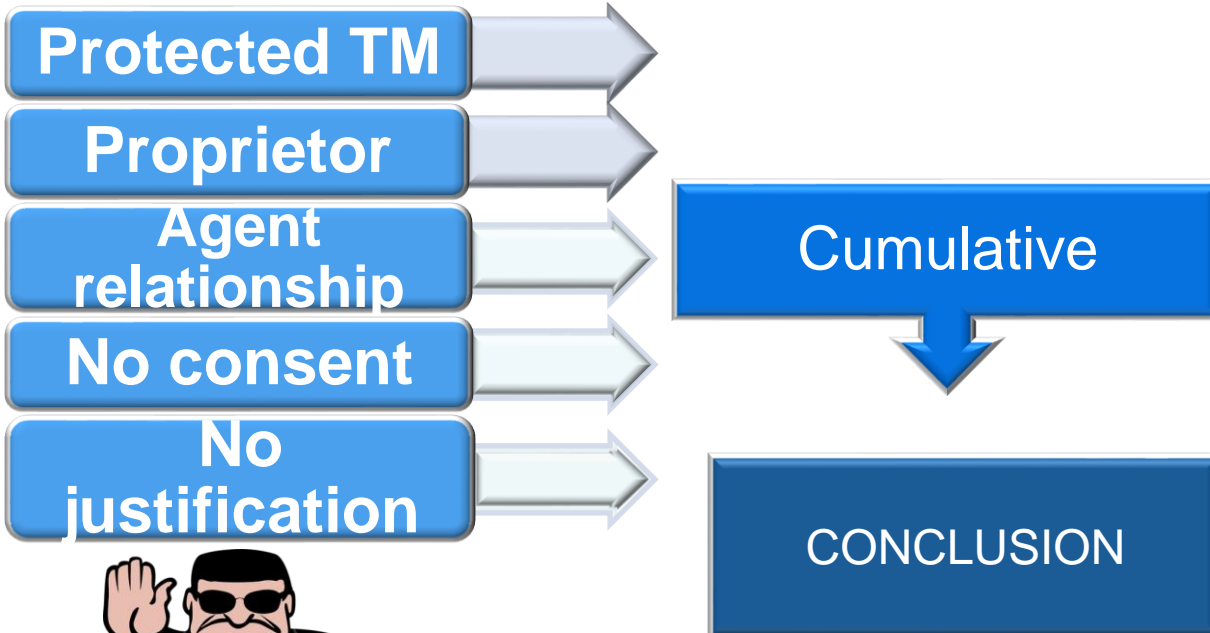 Protected TM
Proprietor
Agent
relationship
No consent
No
justification
Cumulative
CONCLUSION